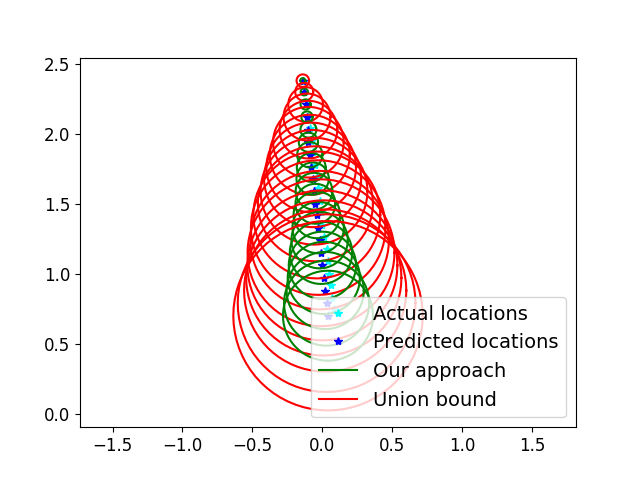 2.5
2.0
1.5
1.0
0.5
0.0
−1.5 −1.0 −0.5 0.0 0.5 1.0 1.5
Actual locations
Predicted locations
Our approach
Union bound